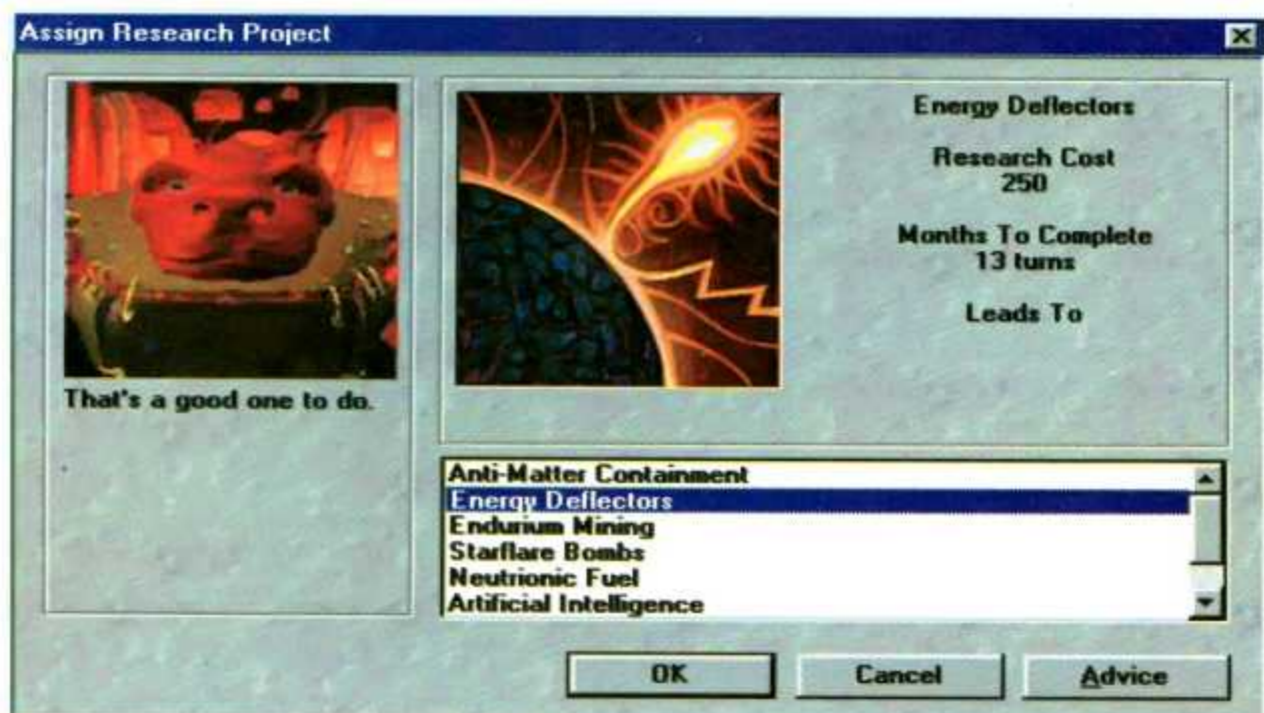 Assign Research Project
That's a good one to do.
Energy Deflectors
Research Cost
250
Months To Complete
13 turns
Leads To
Anti-Matter Containment
Energy Deflectors
Endurium Mining
Starflare Bombs
Neutrionic Fuel
Artificial Intelligence
OK
Cancel
Advice